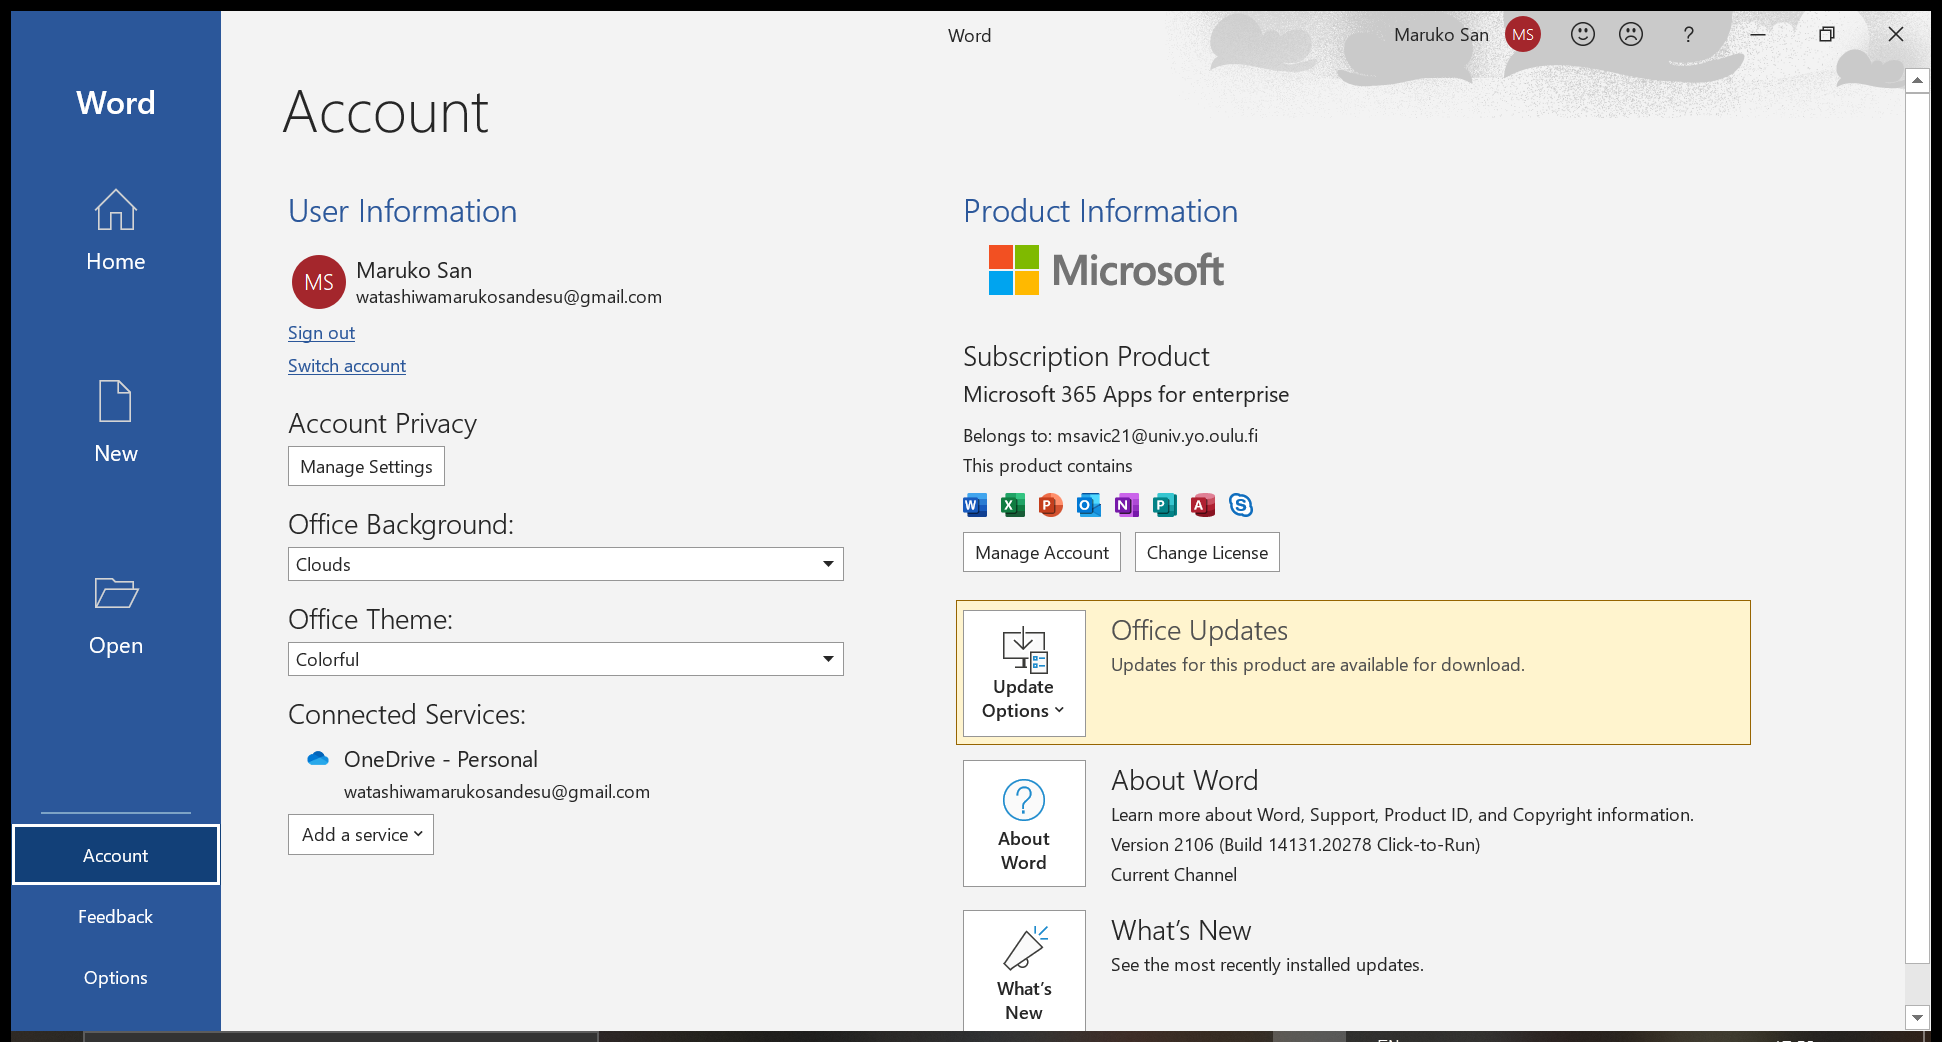 Word
Maruko San MS ?
Word
Home
New
Open
Account
Feedback
Options
Account
User Information
MS
Maruko San
watashiwamarukosandesu@gmail.com
Sign out
Switch account
Account Privacy
Manage Settings
Office Background:
Clouds
Office Theme:
Colorful
Connected Services:
OneDrive - Personal
watashiwamarukosandesu@gmail.com
Add a service
Product Information
Microsoft
Subscription Product
Microsoft 365 Apps for enterprise
Belongs to: msavic21@univ.yo.oulu.fi
This product contains
W X P O N P A S
Manage Account Change License
Update
Options
Office Updates
Updates for this product are available for download.
?
About
Word
About Word
Learn more about Word, Support, Product ID, and Copyright information.
Version 2106 (Build 14131.20278 Click-to-Run)
Current Channel
What's
New
What's New
See the most recently installed updates.